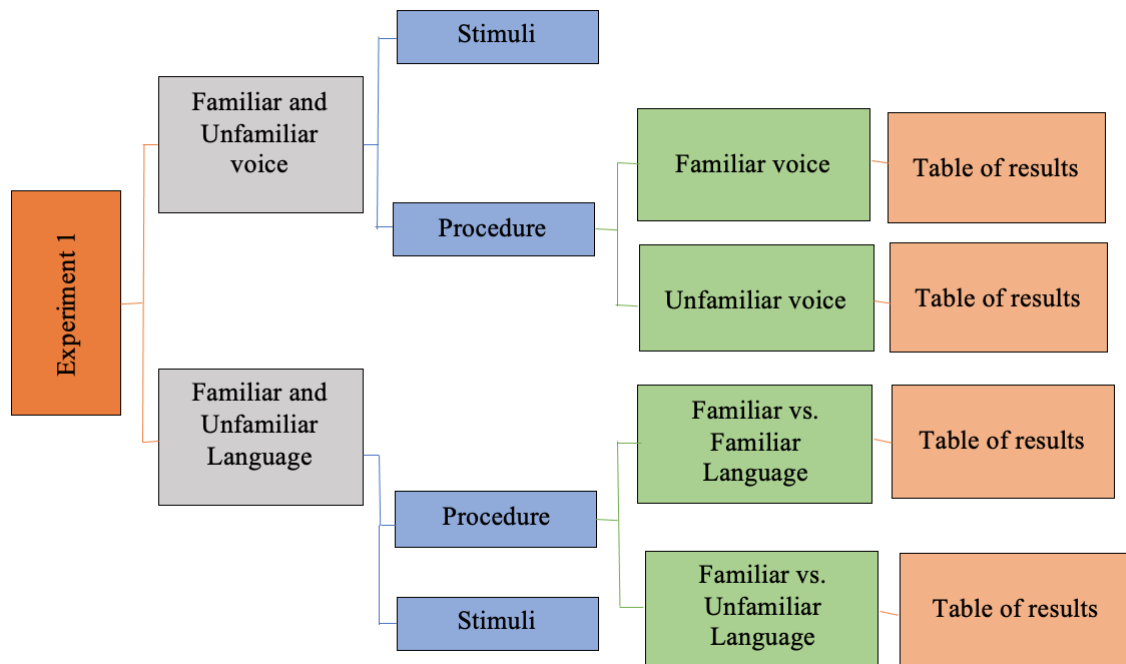 Experiment 1
Familiar and
Unfamiliar
voice
Stimuli
Procedure
Familiar voice
Table of results
Unfamiliar voice
Table of results
Familiar and
Unfamiliar
Language
Procedure
Familiar vs.
Familiar
Language
Table of results
Familiar vs.
Unfamiliar
Language
Table of results
Stimuli